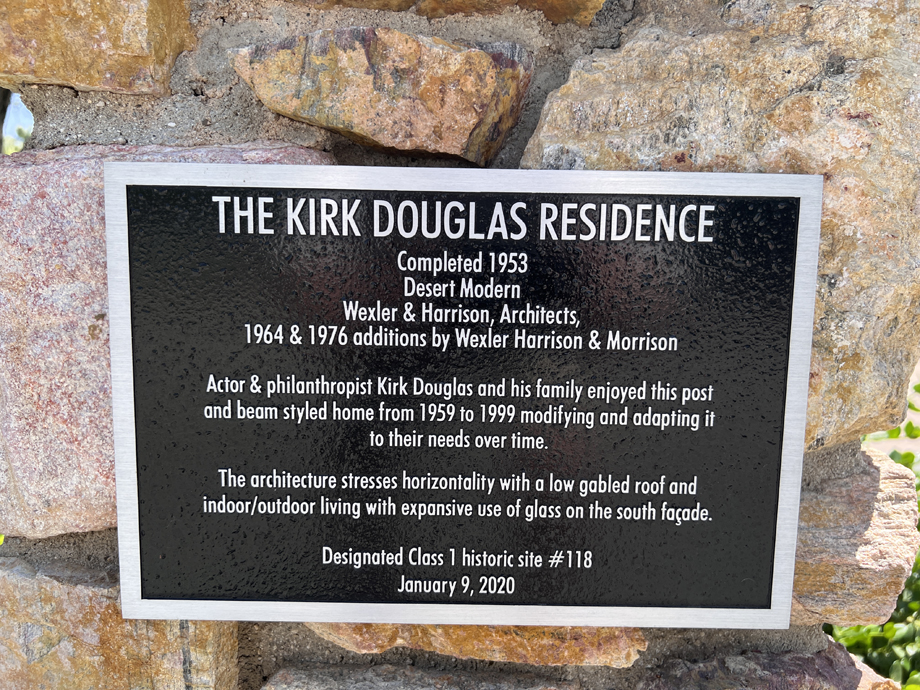 THE KIRK DOUGLAS RESIDENCE
Completed 1953
Desert Modern
Wexler & Harrison, Architects,
1964 & 1976 additions by Wexler Harrison & Morrison
Actor & philanthropist Kirk Douglas and his family enjoyed this post
and beam styled home from 1959 to 1999 modifying and adapting it
to their needs over time.
The architecture stresses horizontality with a low gabled roof and
indoor/outdoor living with expansive use of glass on the south façade.
Designated Class 1 historic site #118
January 9, 2020